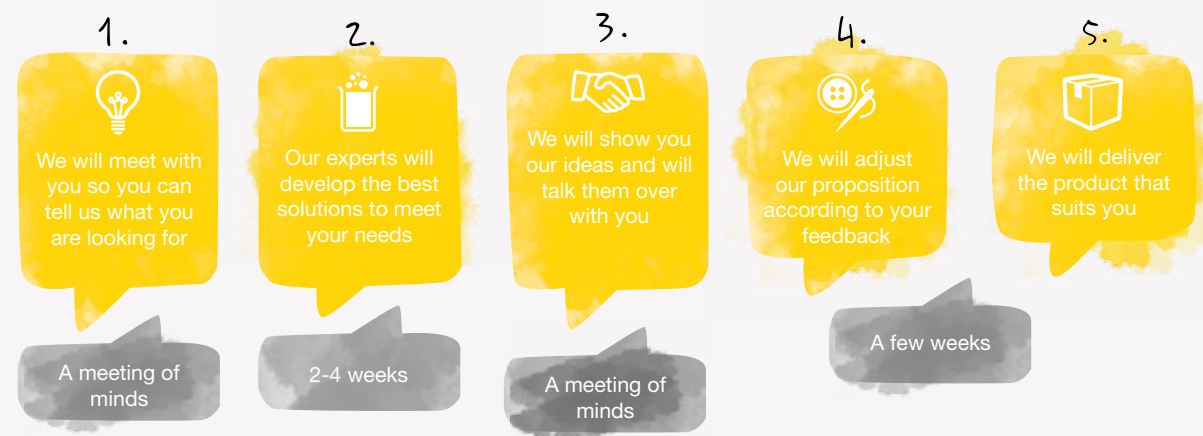 1.
We will meet with
you so you can
tell us what you
are looking for
A meeting of
minds
2.
Our experts will
develop the best
solutions to meet
your needs
2-4 weeks
3.
We will show you
our ideas and will
talk them over
with you
A meeting of
minds
4.
We will adjust
our proposition
according to your
feedback
5.
We will deliver
the product that
suits you
A few weeks